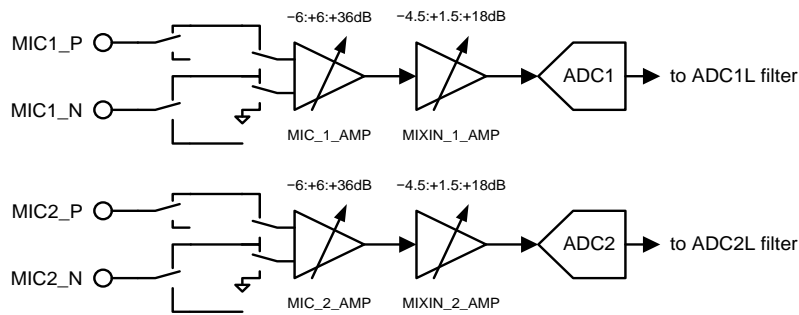 −6:+6:+36dB −4.5:+1.5:+18dB
MIC1_P
ADC1 to ADC1L filter
MIC1_N
MIC_1_AMP MIXIN_1_AMP
−6:+6:+36dB −4.5:+1.5:+18dB
MIC2_P
ADC2 to ADC2L filter
MIC2_N
MIC_2_AMP MIXIN_2_AMP